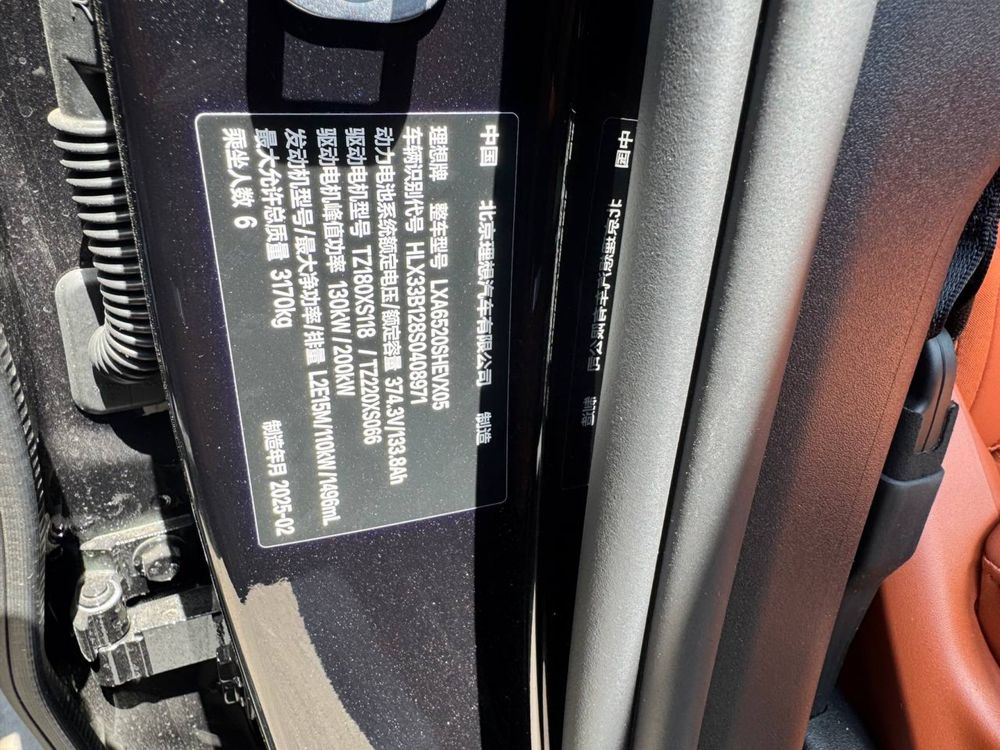 中国 北京理想汽车有限公司 制造
理想牌 整车型号 LXA6520SHEVX05
车辆识别代号 HLX33B128S0408971
动力电池系统额定电压/额定容量 374.3V/133.8Ah
驱动电机型号 TZ180XS118 / TZ220XS066
驱动电机峰值功率 130kW/200kW
发动机型号/最大净功率/排量 L2E15M/110kW/1496mL
最大允许总质量 3170kg 制造年月 2025-02
乘坐人数 6